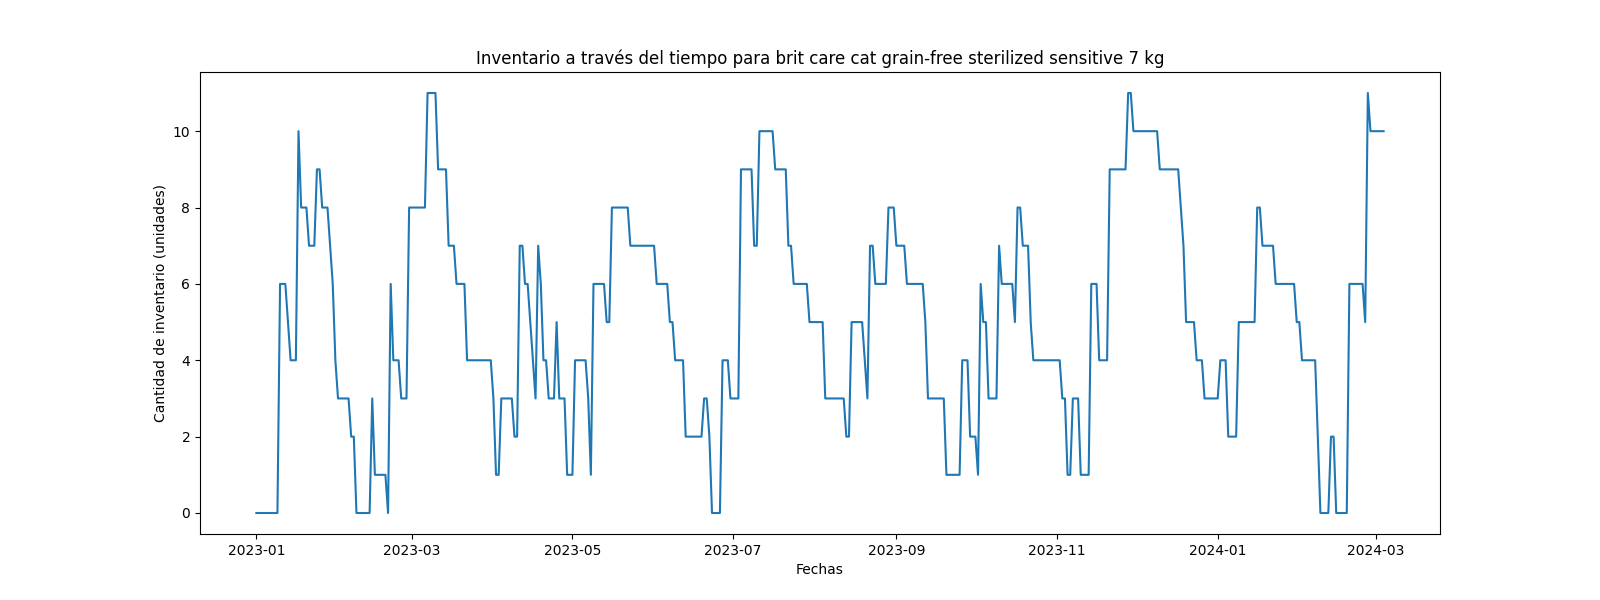 Inventario a través del tiempo para brit care cat grain-free sterilized sensitive 7 kg
Cantidad de inventario (unidades)
10
8
6
4
2
0
2023-01 2023-03 2023-05 2023-07 2023-09 2023-11 2024-01 2024-03
Fechas